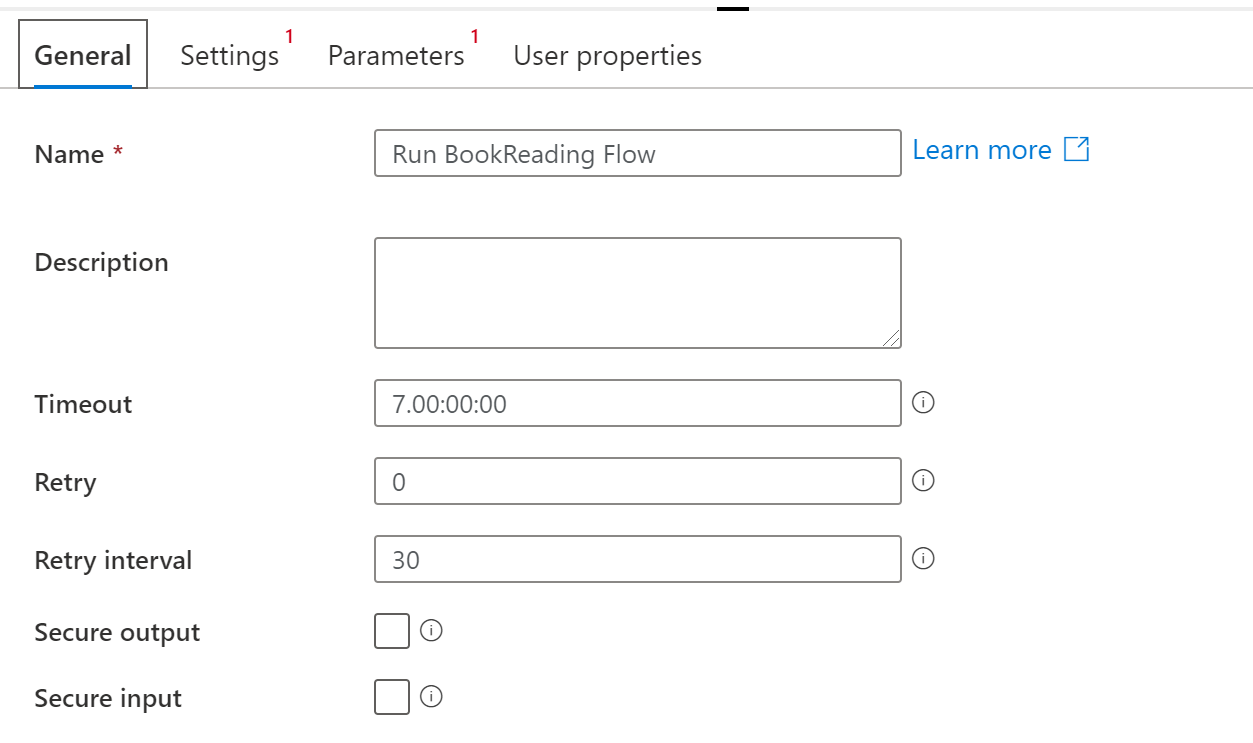 General Settings 1 Parameters 1 User properties
Name * Run BookReading Flow Learn more
Description
Timeout 7.00:00:00
Retry 0
Retry interval 30
Secure output
Secure input